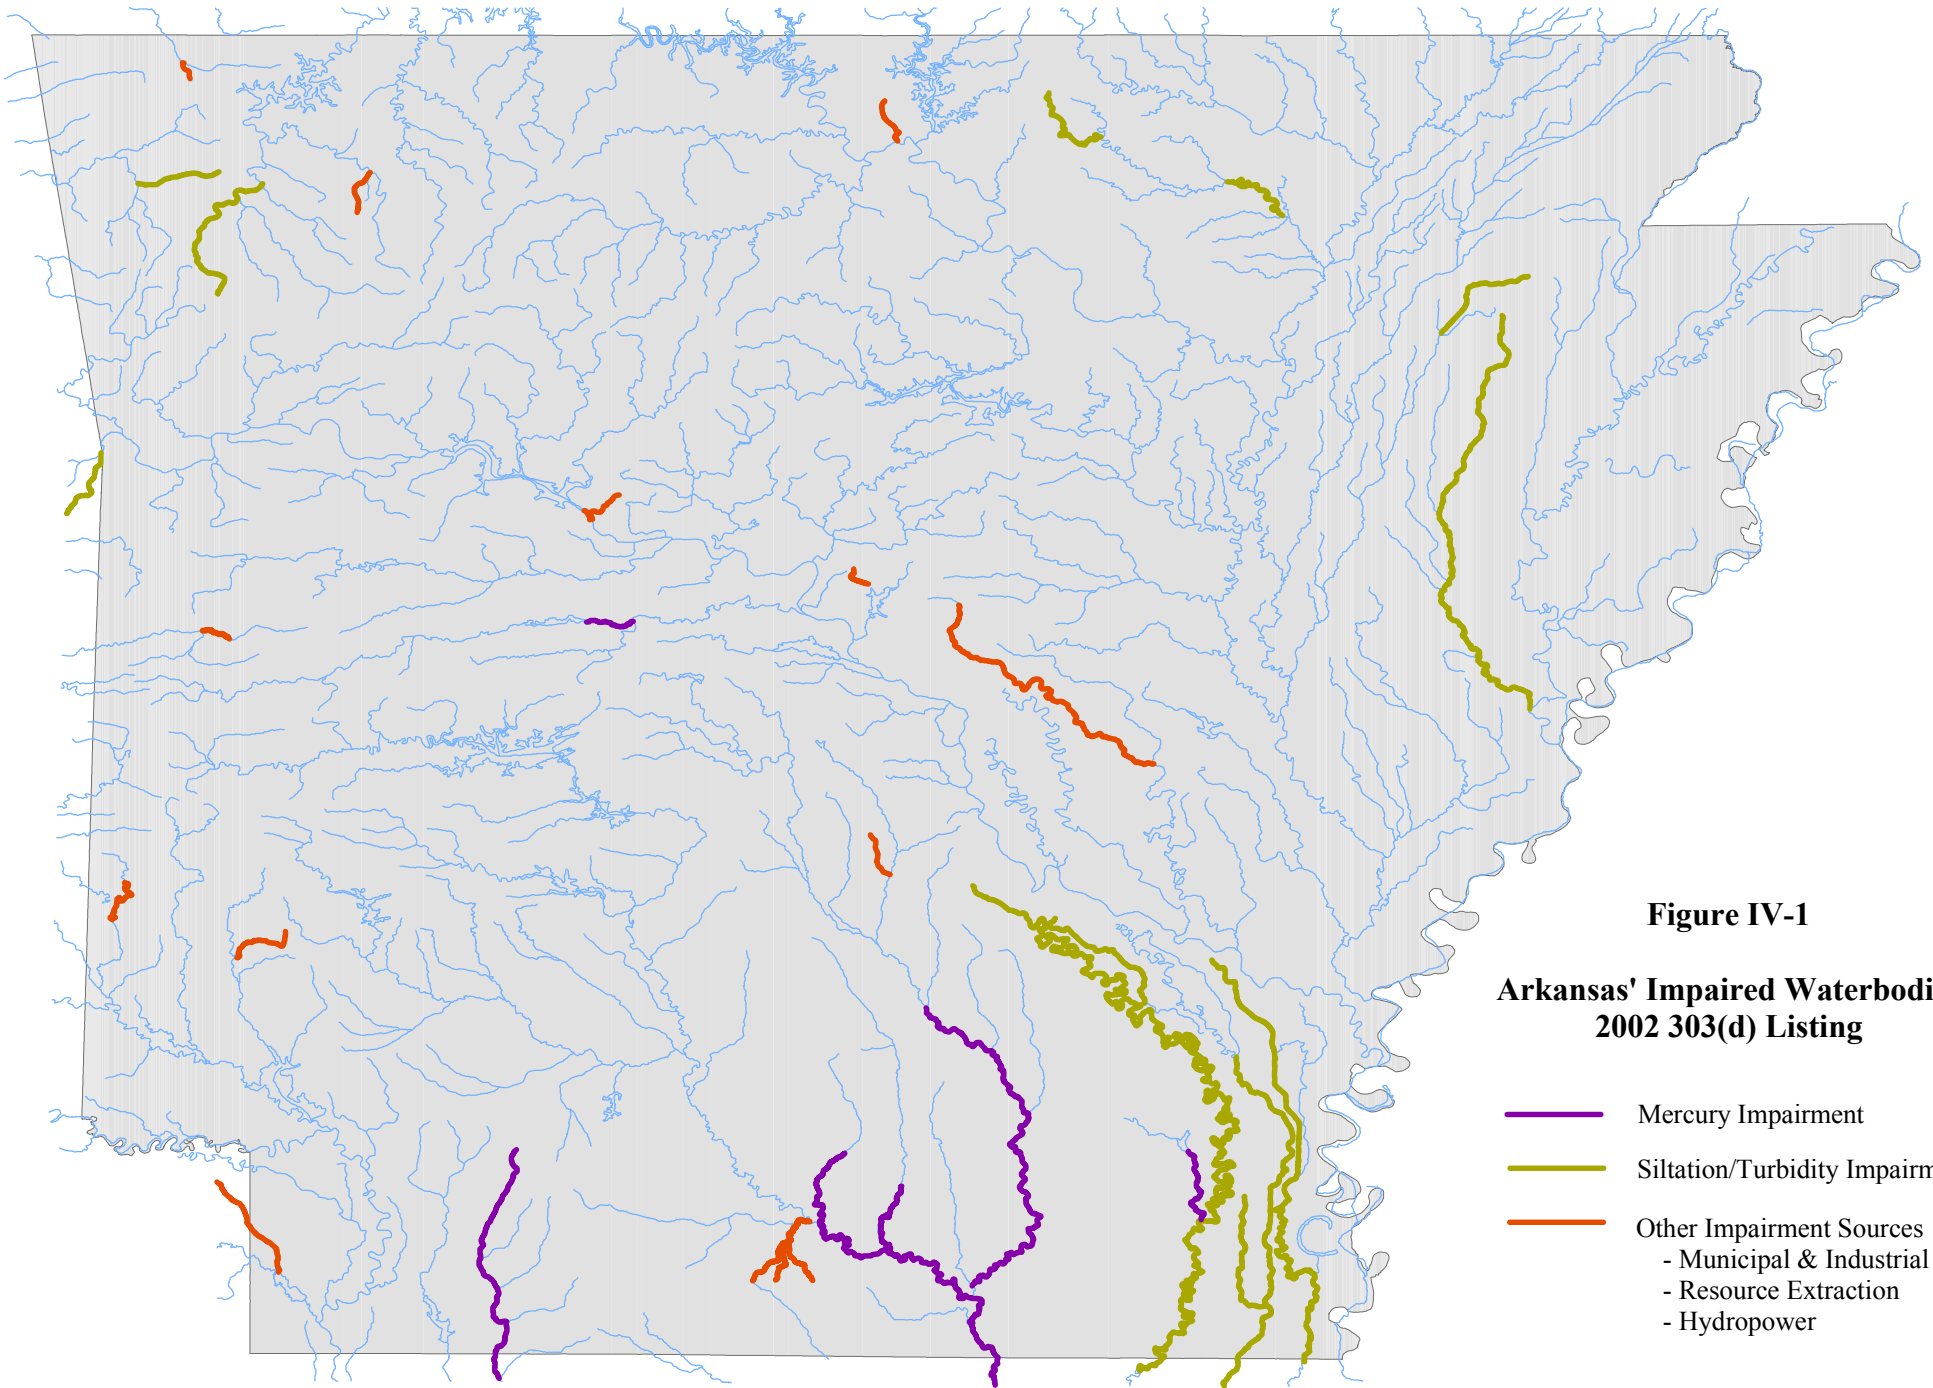 Figure IV-1
Arkansas' Impaired Waterbodi
2002 303(d) Listing
Mercury Impairment
Siltation/Turbidity Impairm
Other Impairment Sources
- Municipal & Industrial
- Resource Extraction
- Hydropower